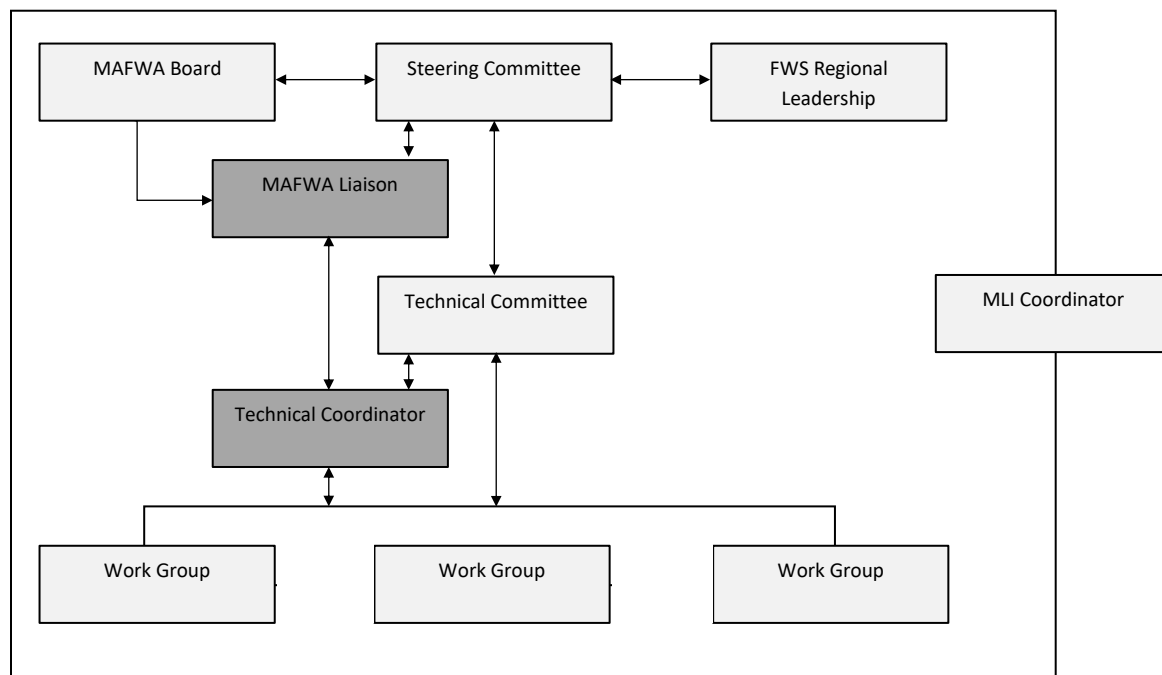 MAFWA Board
Steering Committee
FWS Regional
Leadership
MAFWA Liaison
Technical Committee
MLI Coordinator
Technical Coordinator
Work Group
Work Group
Work Group